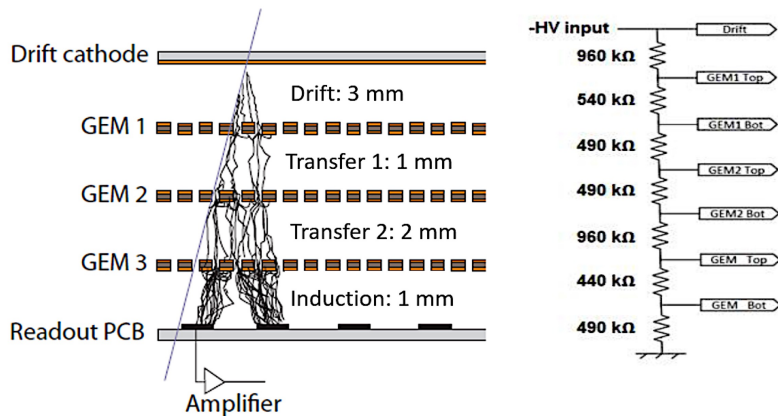 Drift cathode
Drift: 3 mm
GEM 1
Transfer 1: 1 mm
GEM 2
Transfer 2: 2 mm
GEM 3
Induction: 1 mm
Readout PCB
Amplifier
-HV input
Drift
960 kΩ
GEM1 Top
540 kΩ
GEM1 Bot
490 kΩ
GEM2 Top
490 kΩ
GEM2 Bot
960 kΩ
GEM Top
440 kΩ
GEM Bot
490 kΩ